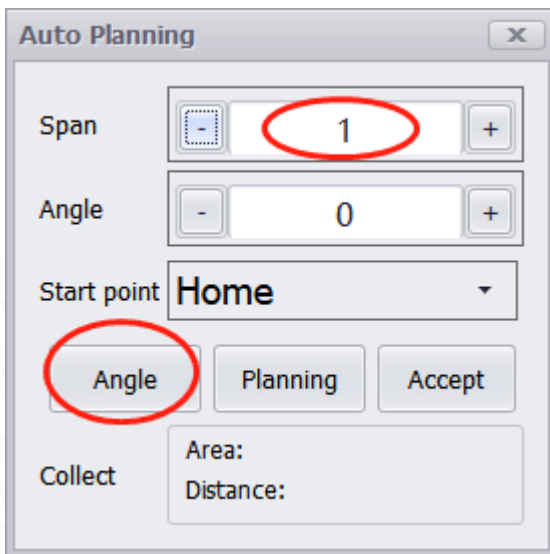 Auto Planning x
Span - 1 +
Angle - 0 +
Start point Home
Angle Planning Accept
Collect
Area:
Distance: